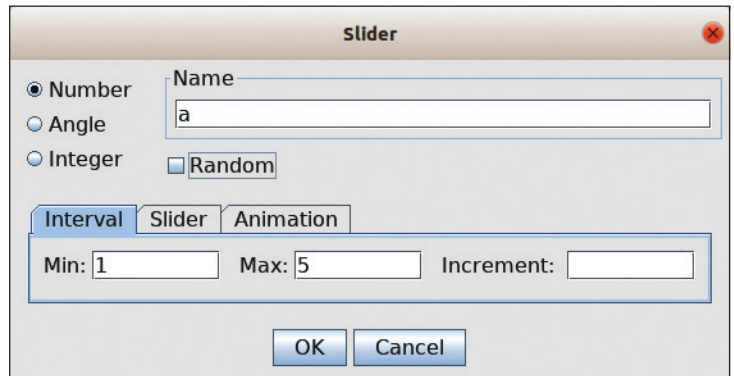 Slider
Number
Name
a
Angle
Integer
Random
Interval Slider Animation
Min: 1 Max: 5 Increment:
OK Cancel